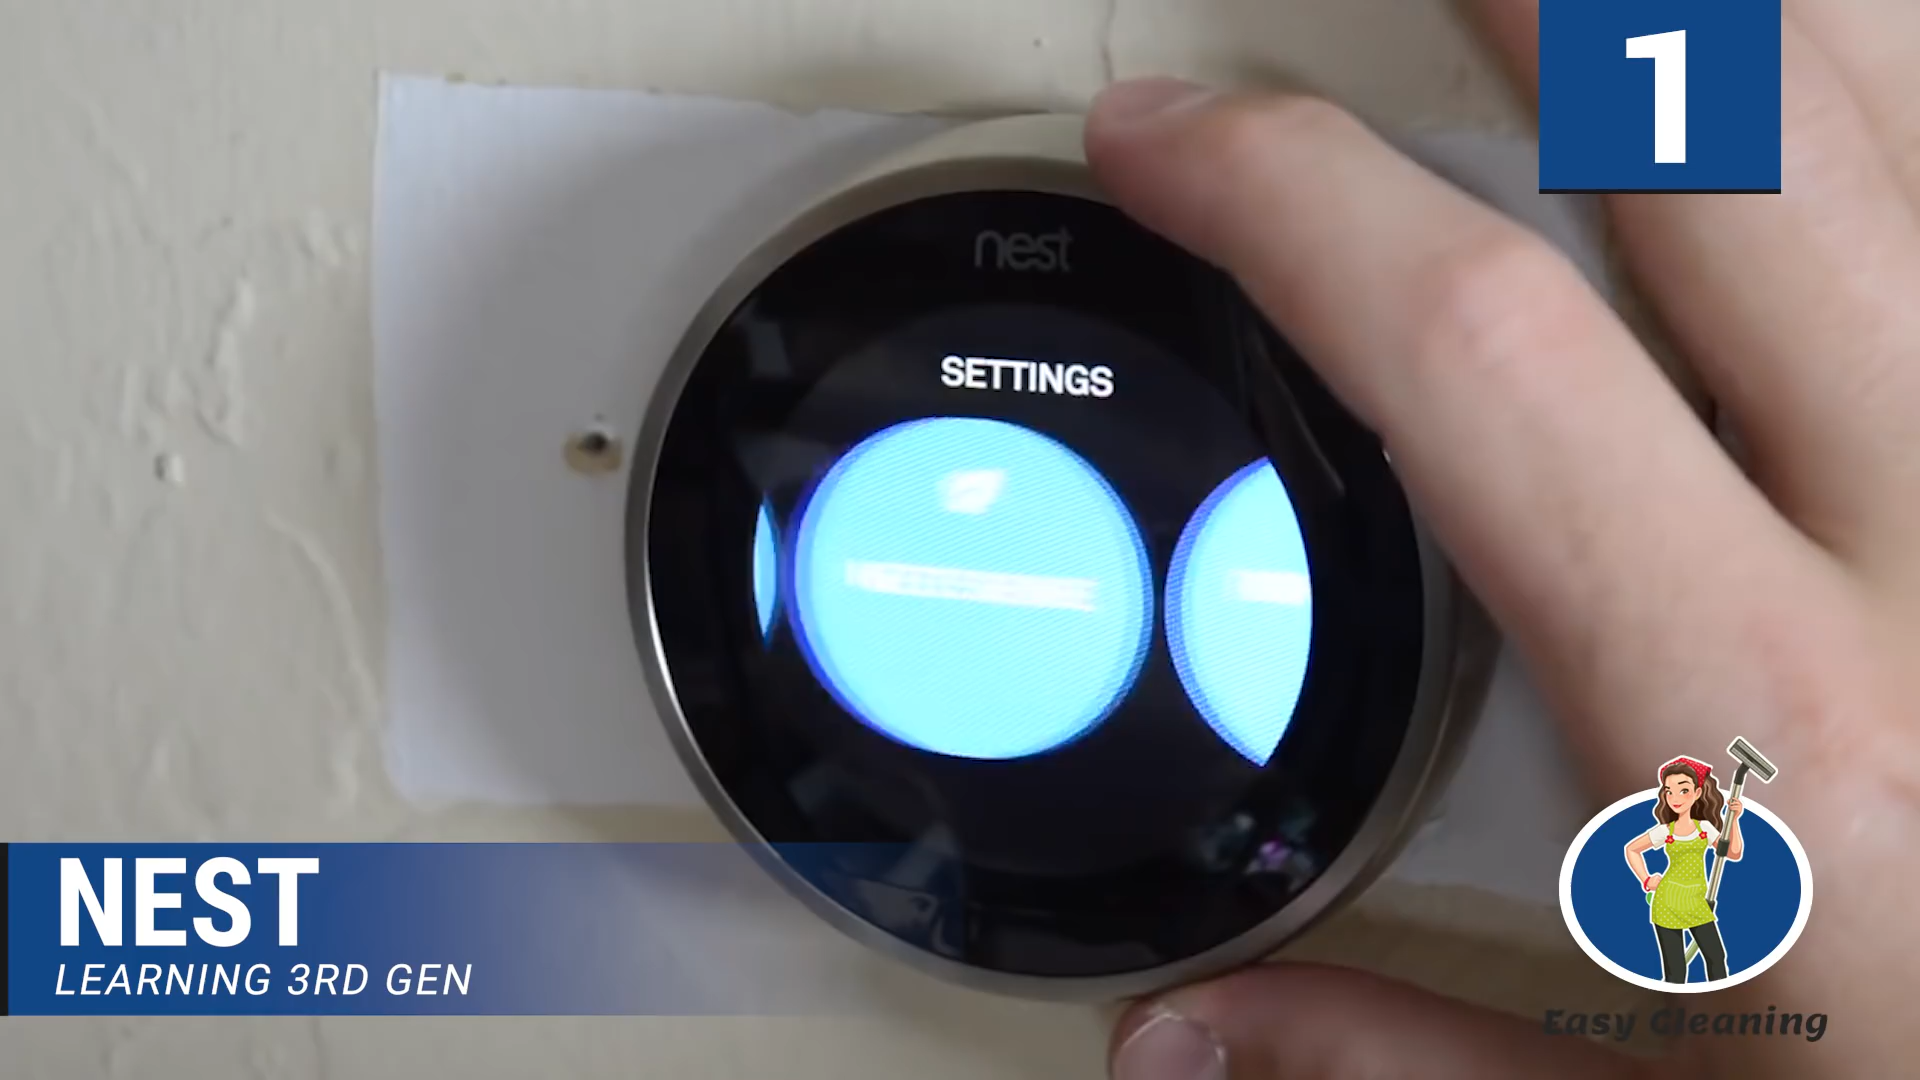 1
nest
SETTINGS
NEST
LEARNING 3RD GEN
Easy Cleaning